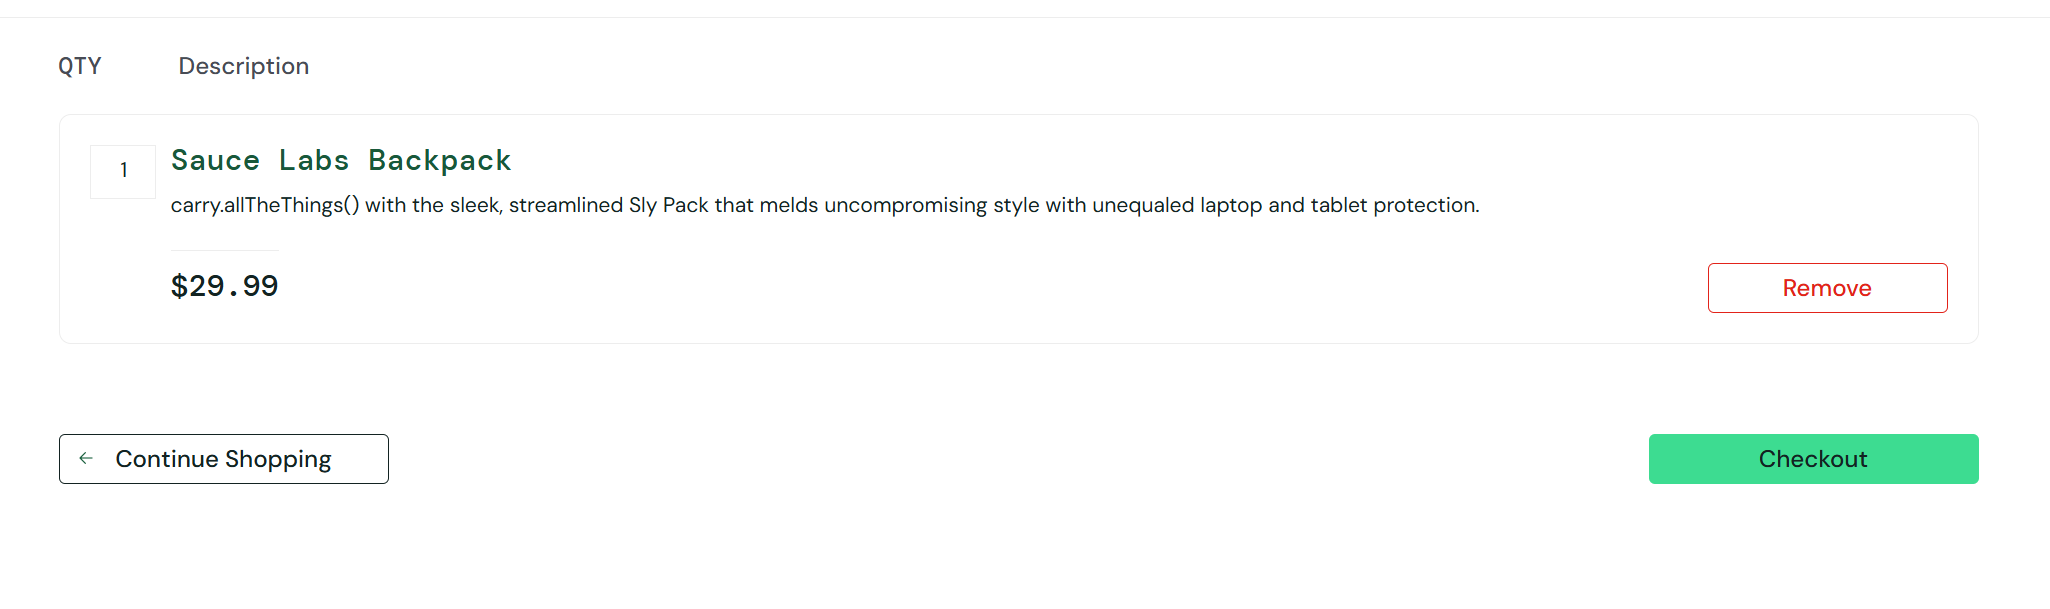 QTY Description
1 Sauce Labs Backpack
carry.allTheThings() with the sleek, streamlined Sly Pack that melds uncompromising style with unequaled laptop and tablet protection.
$29.99
Remove
Continue Shopping
Checkout